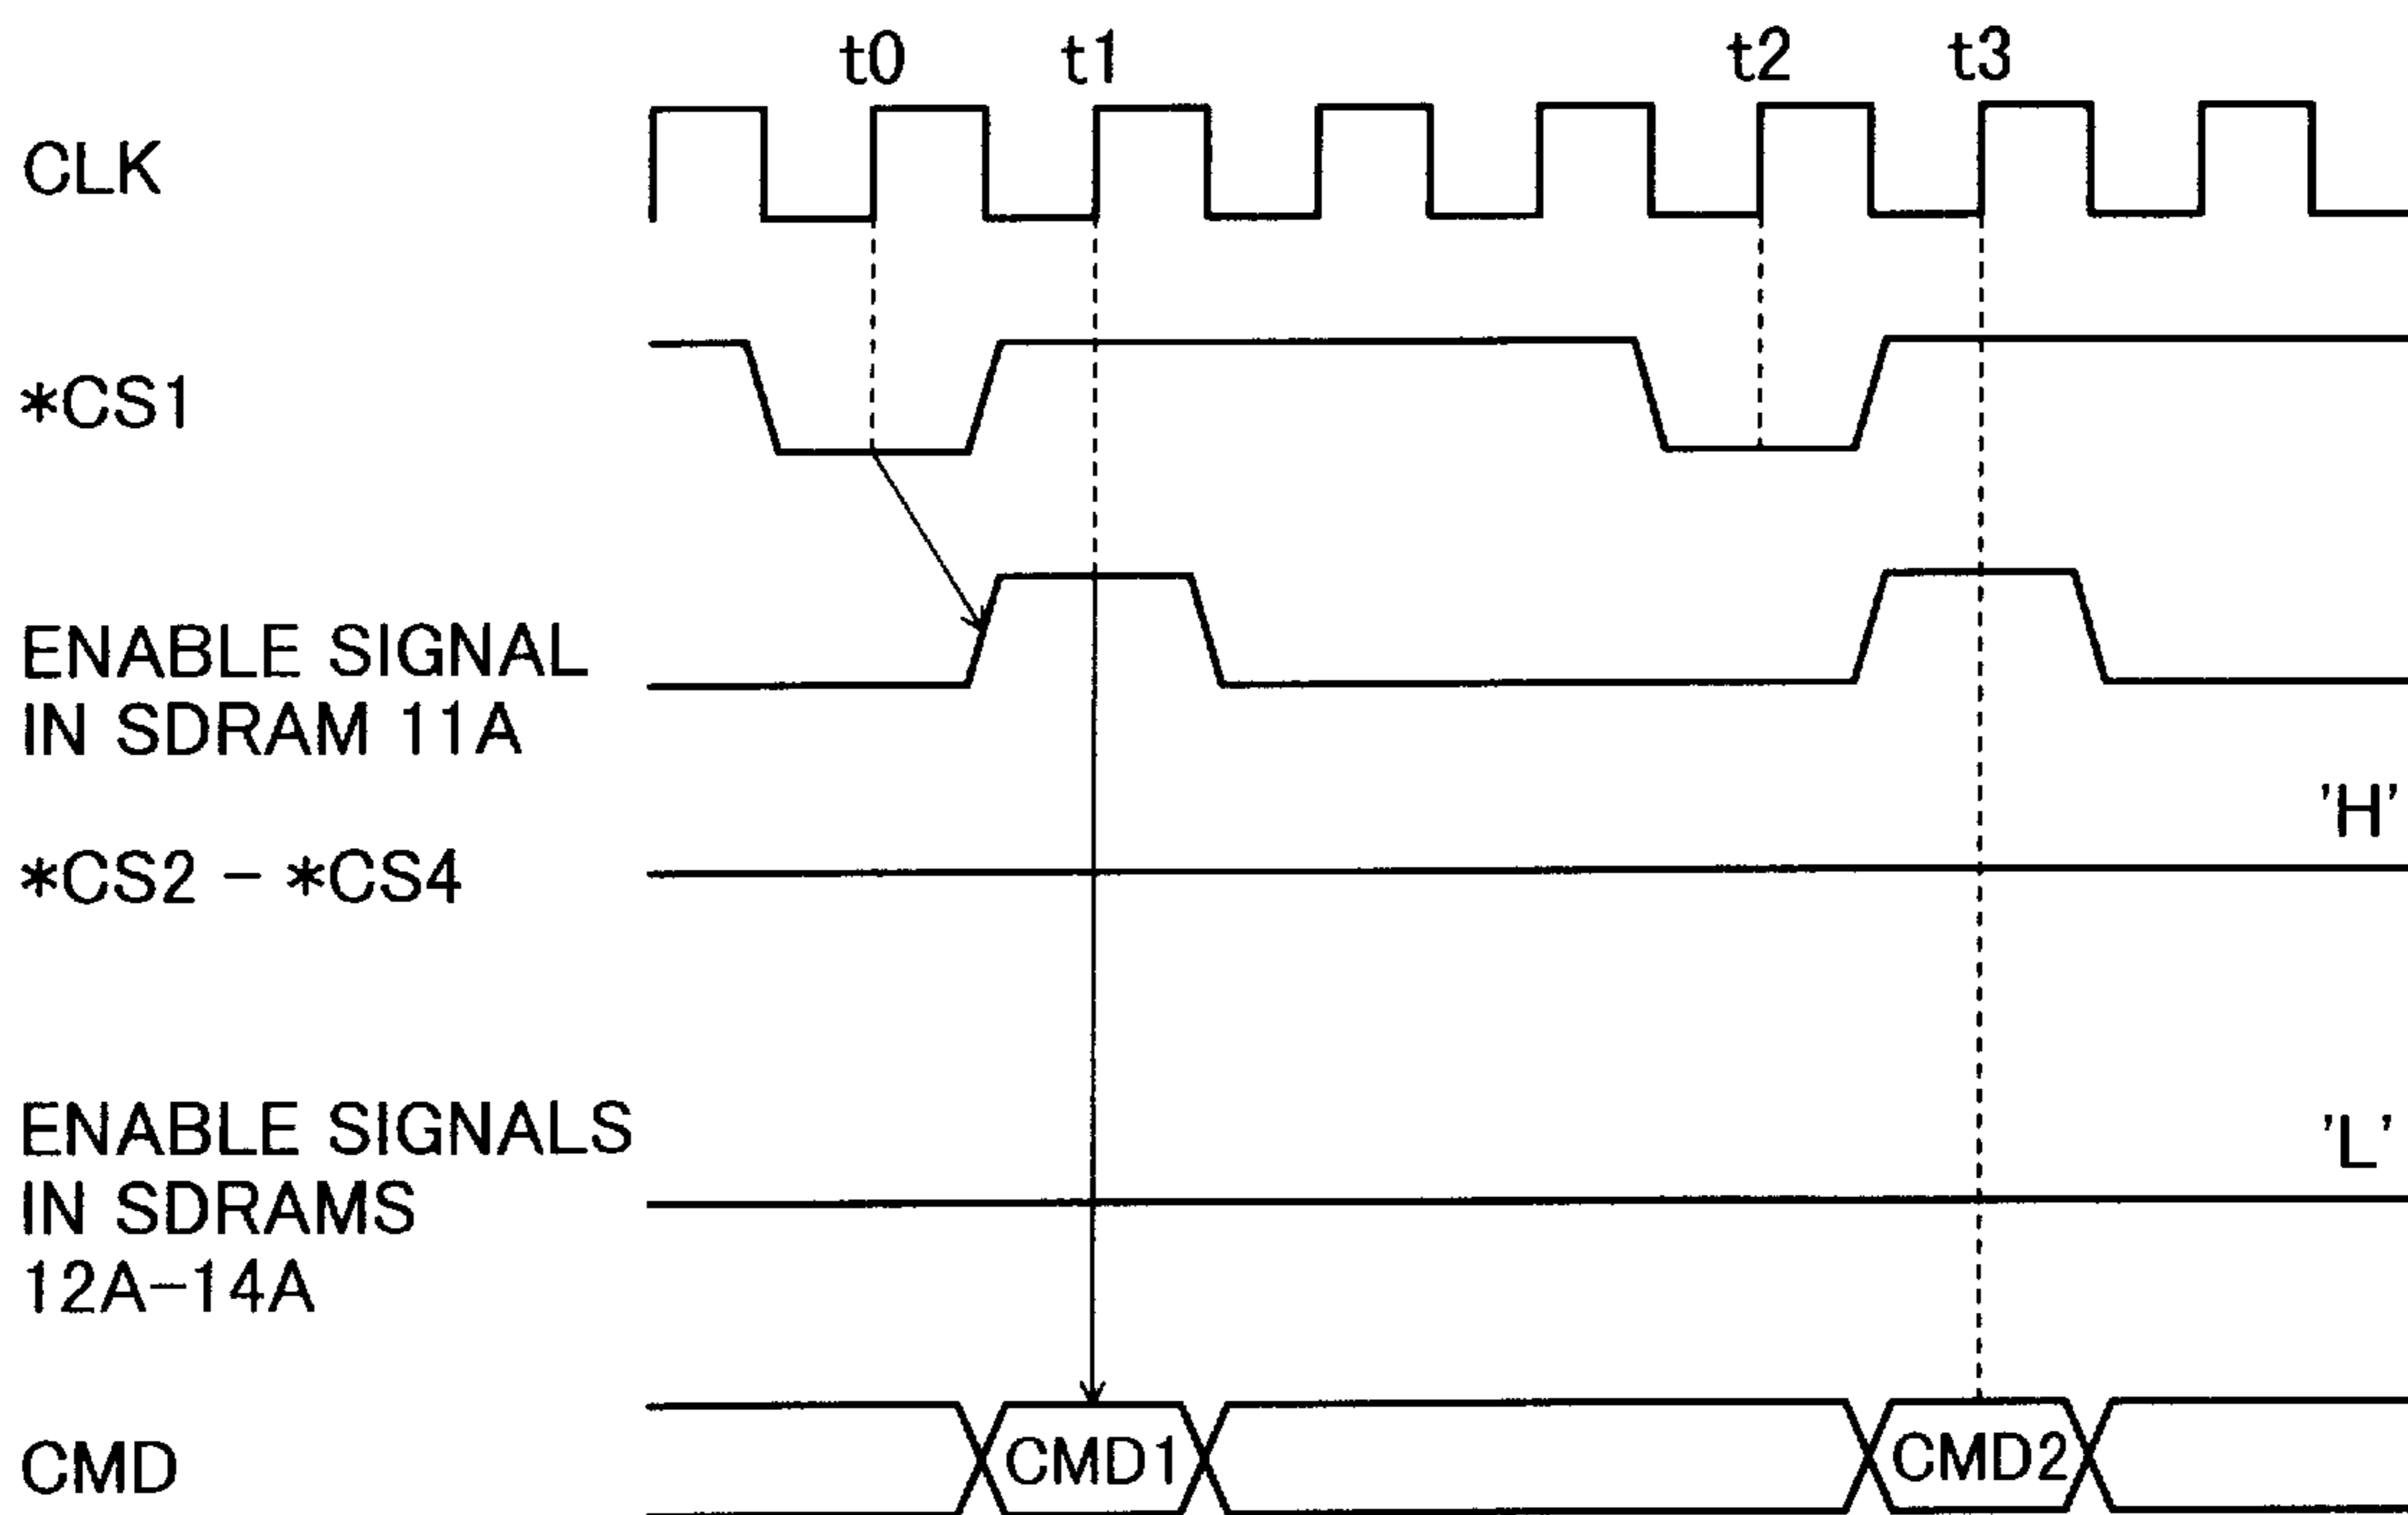 t0 t1 t2 t3
CLK
*CS1
ENABLE SIGNAL
IN SDRAM 11A
'H'
*CS2 – *CS4
ENABLE SIGNALS
'L'
IN SDRAMS
12A–14A
CMD CMD1 CMD2